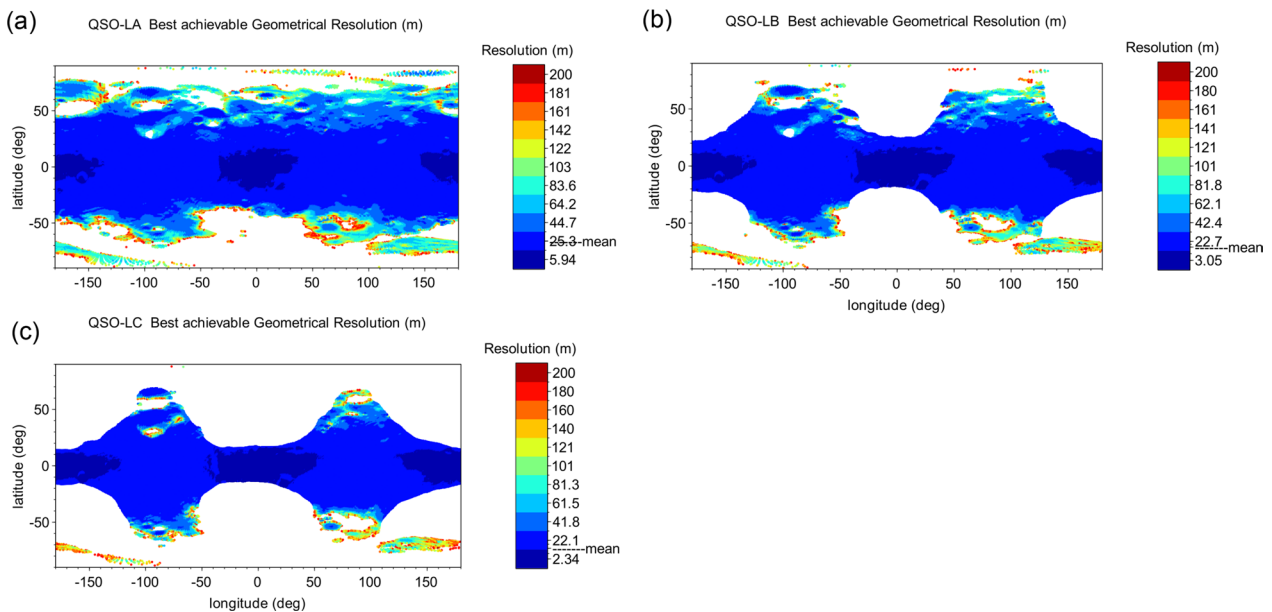 (a)
QSO-LA Best achievable Geometrical Resolution (m)
Resolution (m)
200
181
161
142
122
103
83.6
64.2
44.7
25.3 mean
5.94
latitude (deg)
50
0
-50
-150 -100 -50 0 50 100 150
(b)
QSO-LB Best achievable Geometrical Resolution (m)
Resolution (m)
200
180
161
141
121
101
81.8
62.1
42.4
22.7
mean
3.05
latitude (deg)
50
0
-50
-150 -100 -50 0 50 100 150
longitude (deg)
(c)
QSO-LC Best achievable Geometrical Resolution (m)
Resolution (m)
200
180
160
140
121
101
81.3
61.5
41.8
22.1
mean
2.34
latitude (deg)
50
0
-50
-150 -100 -50 0 50 100 150
longitude (deg)